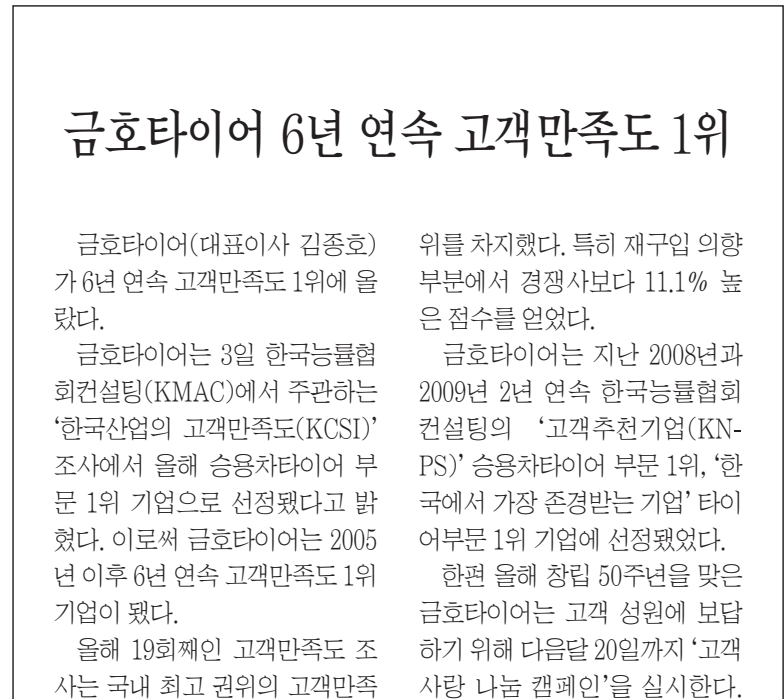 금호타이어 6년 연속 고객만족도 1위
금호타이어(대표이사 김종호)
가 6년 연속 고객만족도 1위에 올
랐다.
금호타이어는 3일 한국능률협
회컨설팅(KMAC)에서 주관하는
‘한국산업의 고객만족도(KCSI)’
조사에서 올해 승용차타이어 부
문 1위 기업으로 선정됐다고 밝
혔다. 이로써 금호타이어는 2005
년 이후 6년 연속 고객만족도 1위
기업이 됐다.
올해 19회째인 고객만족도 조
사는 국내 최고 권위의 고객만족
위를 차지했다. 특히 재구입 의향
부분에서 경쟁사보다 11.1% 높
은 점수를 얻었다.
금호타이어는 지난 2008년과
2009년 2년 연속 한국능률협회
컨설팅의 ‘고객추천기업(KN-
PS)’ 승용차타이어 부문 1위, ‘한
국에서 가장 존경받는 기업’ 타이
어부문 1위 기업에 선정됐었다.
한편 올해 창립 50주년을 맞은
금호타이어는 고객 성원에 보답
하기 위해 다음달 20일까지 ‘고객
사랑 나눔 캠페인’을 실시한다.